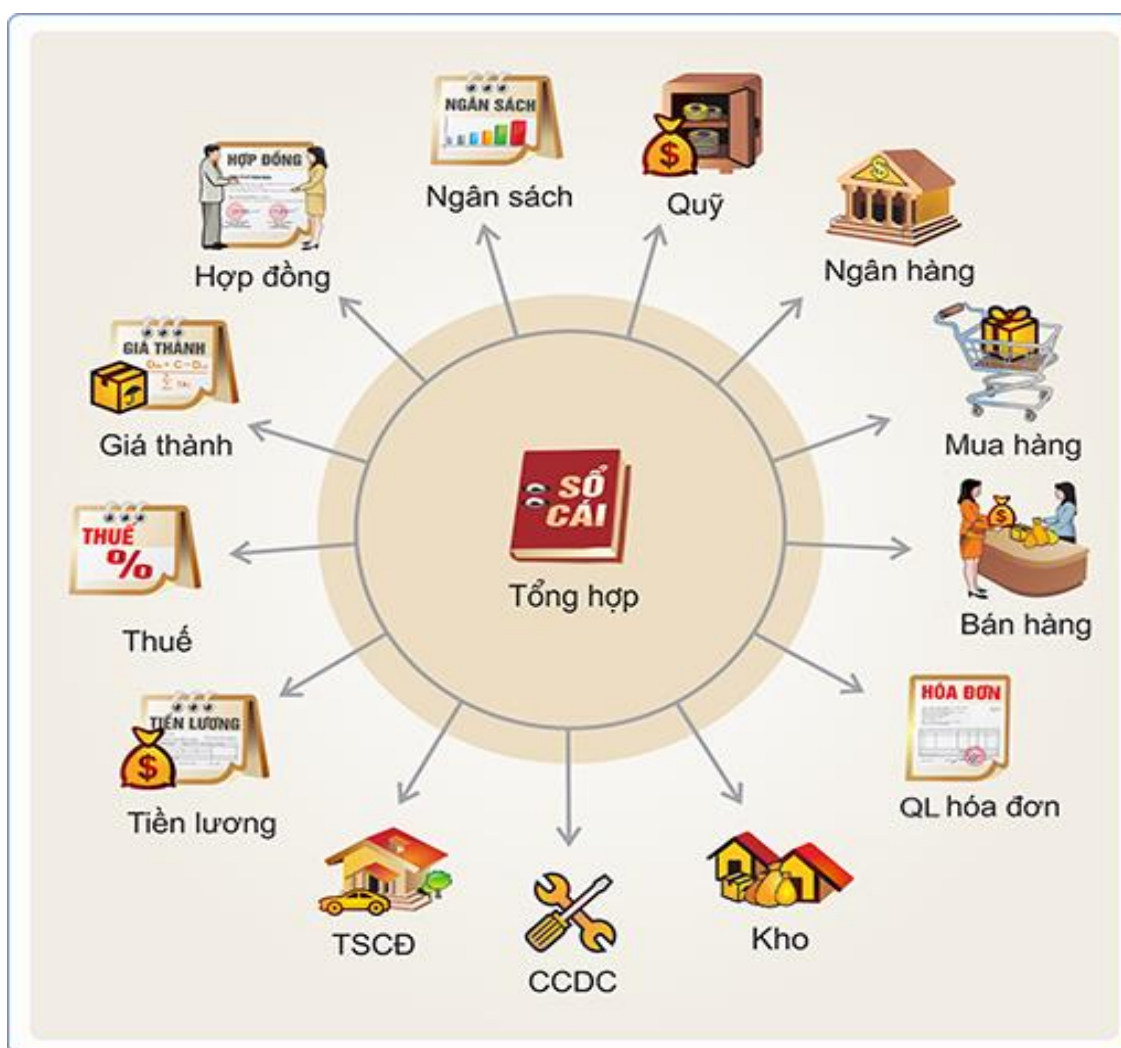 NGÂN SÁCH
Ngân sách
Quỹ
HỢP ĐỒNG
Hợp đồng
Ngân hàng
GIÁ THÀNH
Giá thành
Mua hàng
SỔ
CÁI
Tổng hợp
THUẾ
%
Thuế
Bán hàng
TIỀN LƯƠNG
Tiền lương
HÓA ĐƠN
QL hóa đơn
TSCĐ
CCDC
Kho